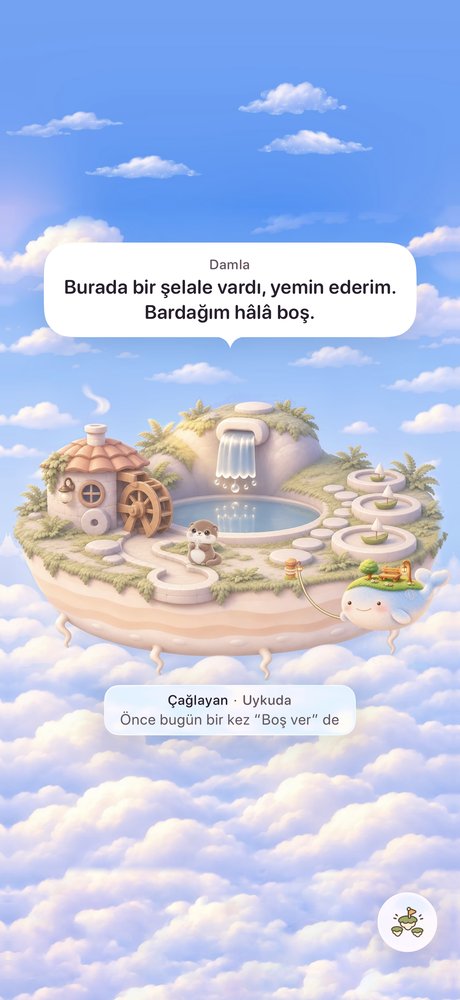 Damla
Burada bir şelale vardı, yemin ederim.
Bardağım hâlâ boş.
Çağlayan · Uykuda
Önce bugün bir kez “Boş ver” de